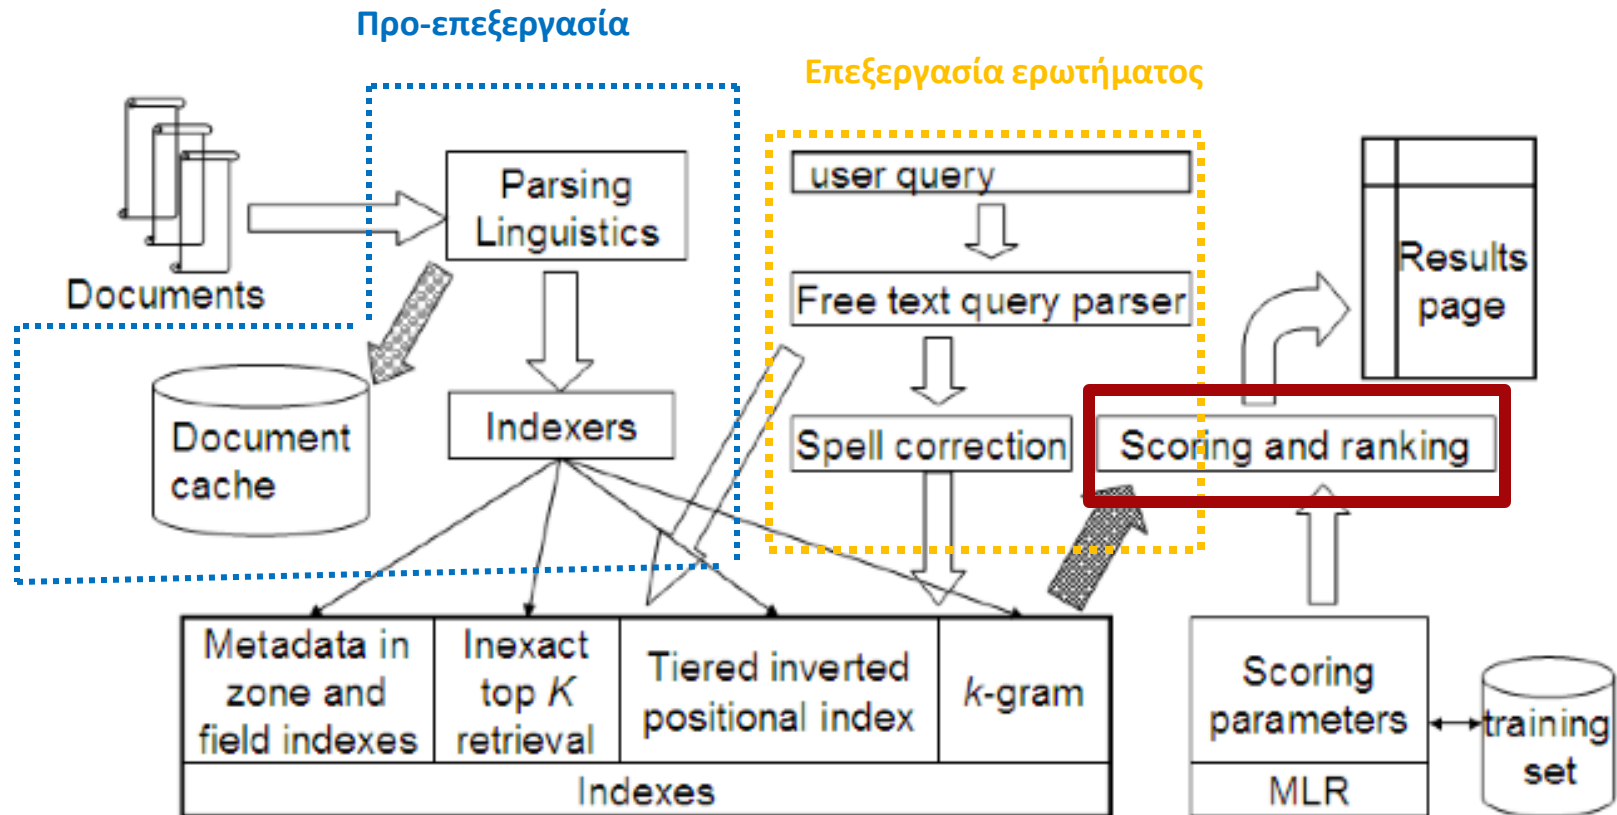 Προ-επεξεργασία
Επεξεργασία ερωτήματος
Documents
Parsing
Linguistics
user query
Free text query parser
Results
page
Document
cache
Indexers
Spell correction
Scoring and ranking
Metadata in
zone and
field indexes
Inexact
top K
retrieval
Tiered inverted
positional index
k-gram
Indexes
Scoring
parameters
MLR
training
set